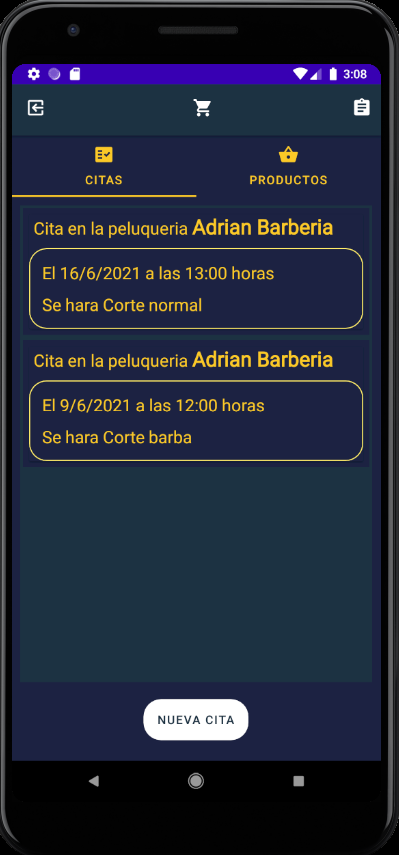 3:08
CITAS
PRODUCTOS
Cita en la peluqueria Adrian Barberia
El 16/6/2021 a las 13:00 horas
Se hara Corte normal
Cita en la peluqueria Adrian Barberia
El 9/6/2021 a las 12:00 horas
Se hara Corte barba
NUEVA CITA